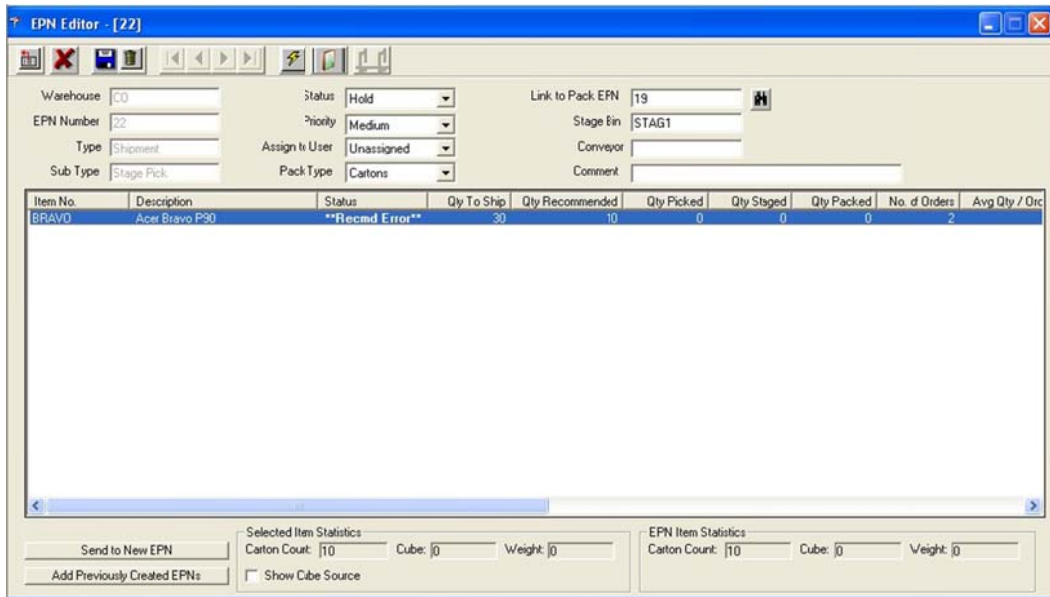 EPN Editor - [22]
Warehouse CO Status Hold Link to Pack EPN 19
EPN Number 22 Priority Medium Stage Bin STAG1
Type Shipment Assign to User Unassigned Conveyor
Sub Type Stage Pick Pack Type Cartons Comment
Item No. Description Status Qty To Ship Qty Recommended Qty Picked Qty Staged Qty Packed No. of Orders Avg Qty / Orc
BRAVO Acer Bravo P90 **Recmd Error** 30 10 0 0 0 2
Selected Item Statistics EPN Item Statistics
Send to New EPN Carton Count: 10 Cube: 0 Weight: 0 Carton Count: 10 Cube: 0 Weight: 0
Add Previously Created EPNs Show Cube Source